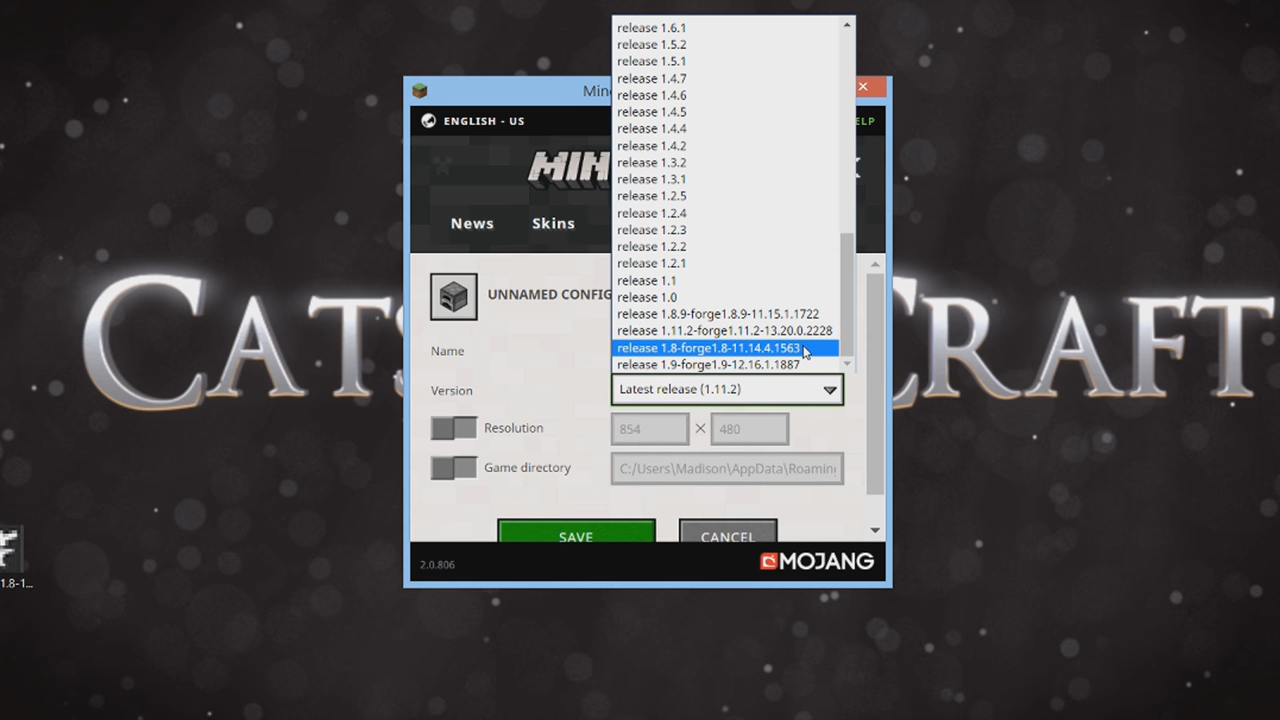 release 1.6.1
release 1.5.2
release 1.5.1
release 1.4.7
release 1.4.6
release 1.4.5
release 1.4.4
release 1.4.2
release 1.3.2
release 1.3.1
release 1.2.5
release 1.2.4
release 1.2.3
release 1.2.2
release 1.2.1
release 1.1
release 1.0
release 1.8.9-forge1.8.9-11.15.1.1722
release 1.11.2-forge1.11.2-13.20.0.2228
release 1.8-forge1.8-11.14.4.1563
release 1.9-forge1.9-12.16.1.1887
Min
ENGLISH - US
ELP
MIN
News Skins
UNNAMED CONFIG
Name
Version Latest release (1.11.2)
Resolution 854 × 480
Game directory C:/Users\Madison\AppData\Roamin
SAVE CANCEL
2.0.806 MOJANG
CATS CRAFT
1.8-1...